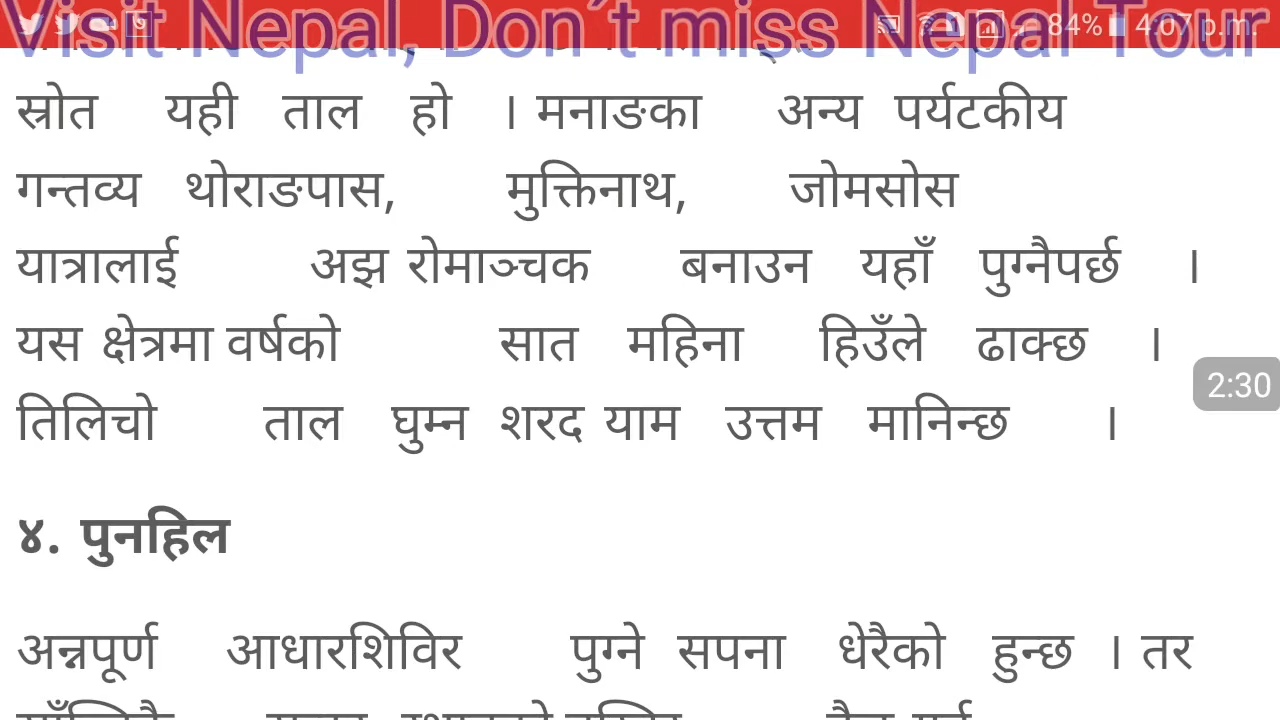 Visit Nepal, Don´t miss Nepal Tour
84% 4:07 p.m.
स्रोत यही ताल हो । मनाङका अन्य पर्यटकीय
गन्तव्य थोराङपास, मुक्तिनाथ, जोमसोस
यात्रालाई अझ रोमाञ्चक बनाउन यहाँ पुग्नैपर्छ ।
यस क्षेत्रमा वर्षको सात महिना हिउँले ढाक्छ ।
2:30
तिलिचो ताल घुम्न शरद याम उत्तम मानिन्छ ।
४. पुनहिल
अन्नपूर्ण आधारशिविर पुग्ने सपना धेरैको हुन्छ । तर